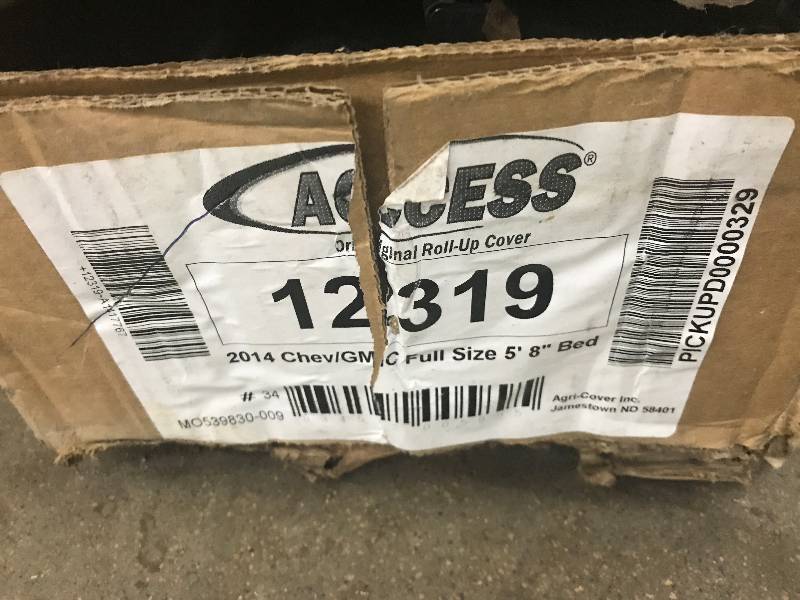 ACCESS®
Original Roll-Up Cover
12319
2014 Chev/GMC Full Size 5' 8" Bed
# 34
MO539830-009
Agri-Cover Inc.
Jamestown ND 58401
PICKUPD0000329